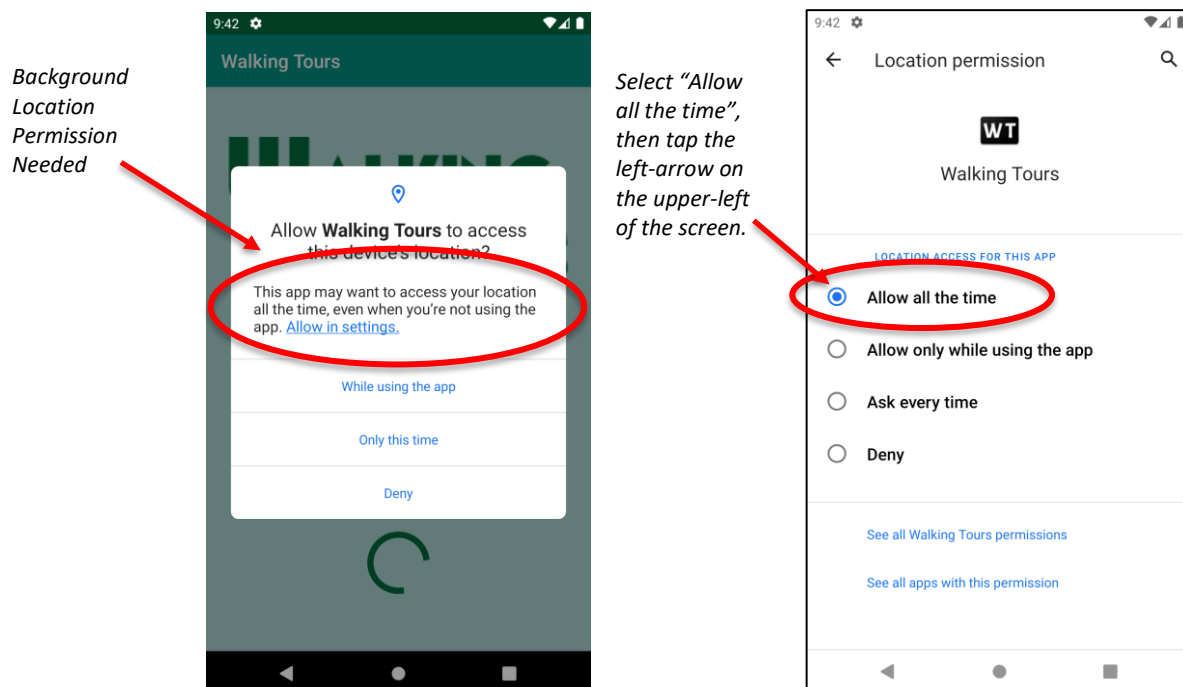 Background
Location
Permission
Needed
9:42
Walking Tours
WALKING
Allow Walking Tours to access
this device's location?
This app may want to access your location
all the time, even when you're not using the
app. Allow in settings.
While using the app
Only this time
Deny
Select “Allow
all the time”,
then tap the
left-arrow on
the upper-left
of the screen.
9:42
Location permission
WT
Walking Tours
LOCATION ACCESS FOR THIS APP
Allow all the time
Allow only while using the app
Ask every time
Deny
See all Walking Tours permissions
See all apps with this permission